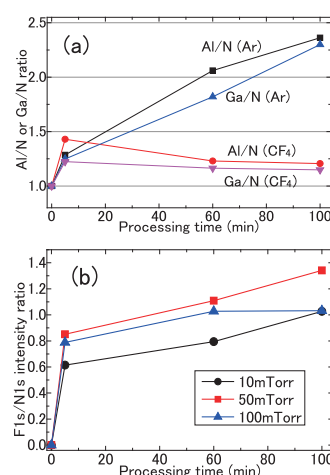 2.5
(a)
Al/N (Ar)
2.0
Ga/N (Ar)
Al/N or Ga/N ratio
1.5
Al/N (CF₄)
1.0
Ga/N (CF₄)
0 20 40 60 80 100
Processing time (min)
1.4
(b)
1.2
1.0
0.8
F1s/N1s intensity ratio
0.6
10mTorr
0.4
50mTorr
0.2
100mTorr
0.0
0 20 40 60 80 100
Processing time (min)